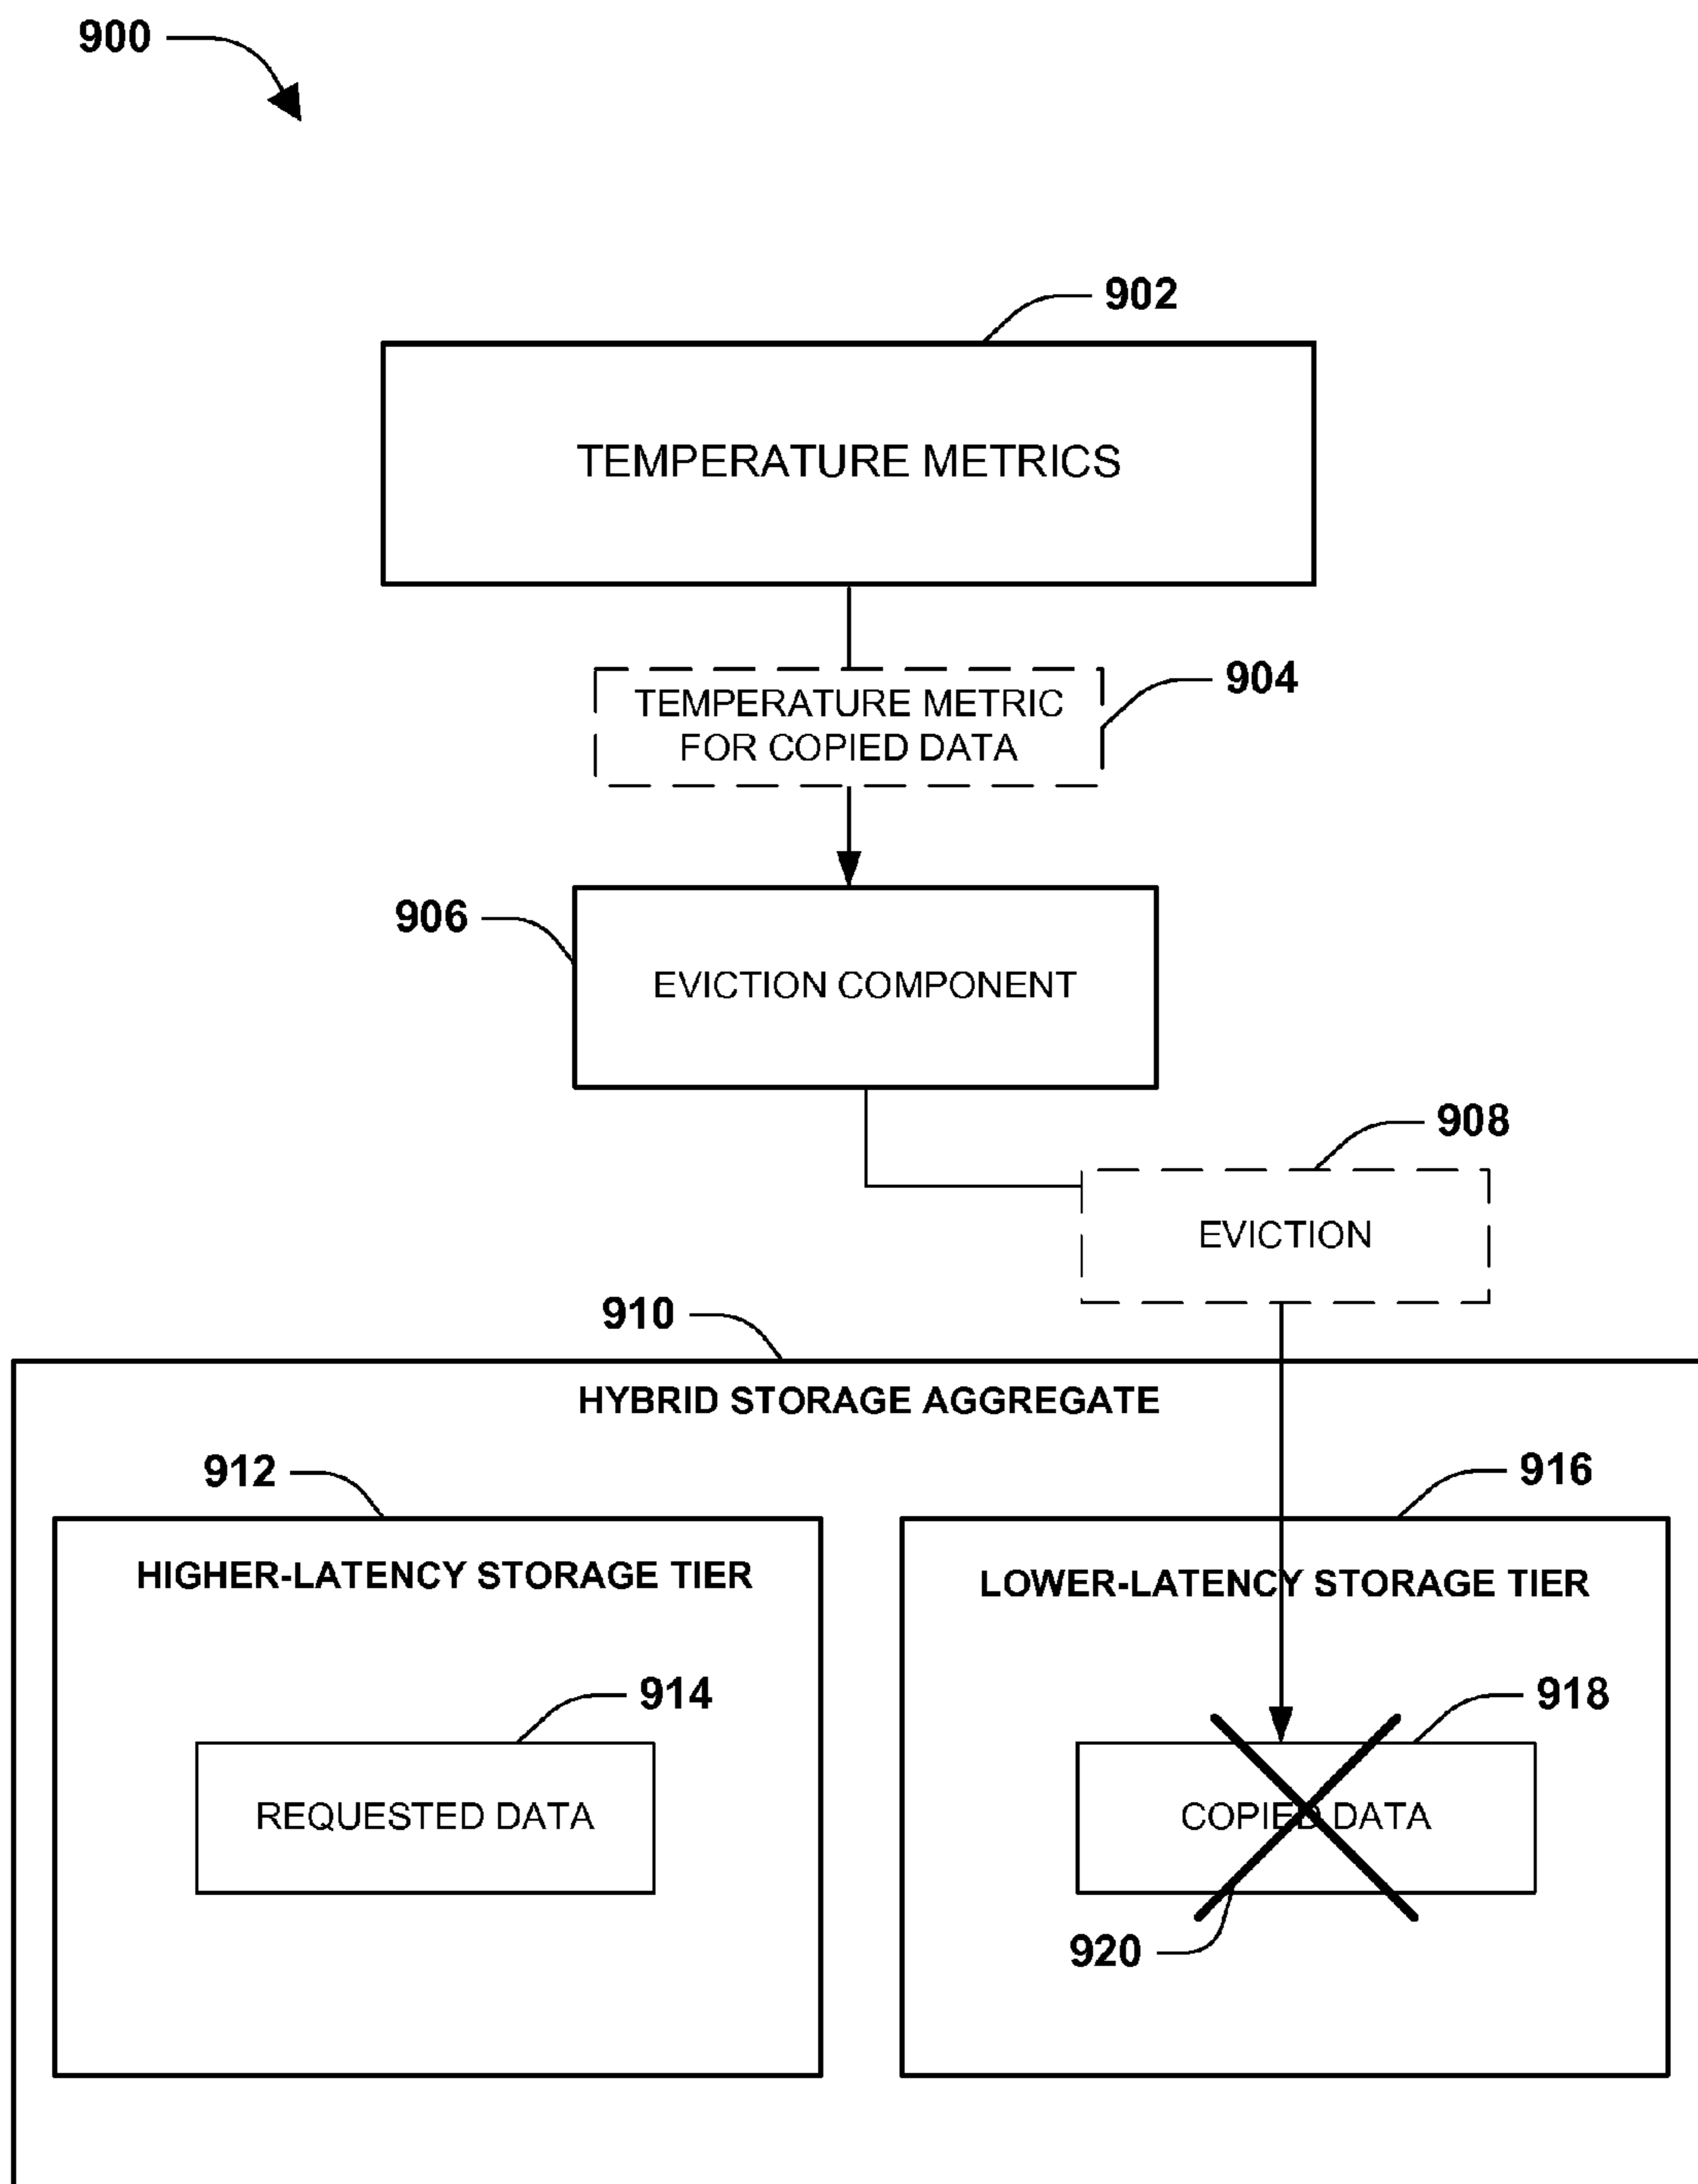 900
902
TEMPERATURE METRICS
904
TEMPERATURE METRIC
FOR COPIED DATA
906
EVICTION COMPONENT
908
EVICTION
910
HYBRID STORAGE AGGREGATE
912
916
HIGHER-LATENCY STORAGE TIER
LOWER-LATENCY STORAGE TIER
914
918
REQUESTED DATA
COPIED DATA
920